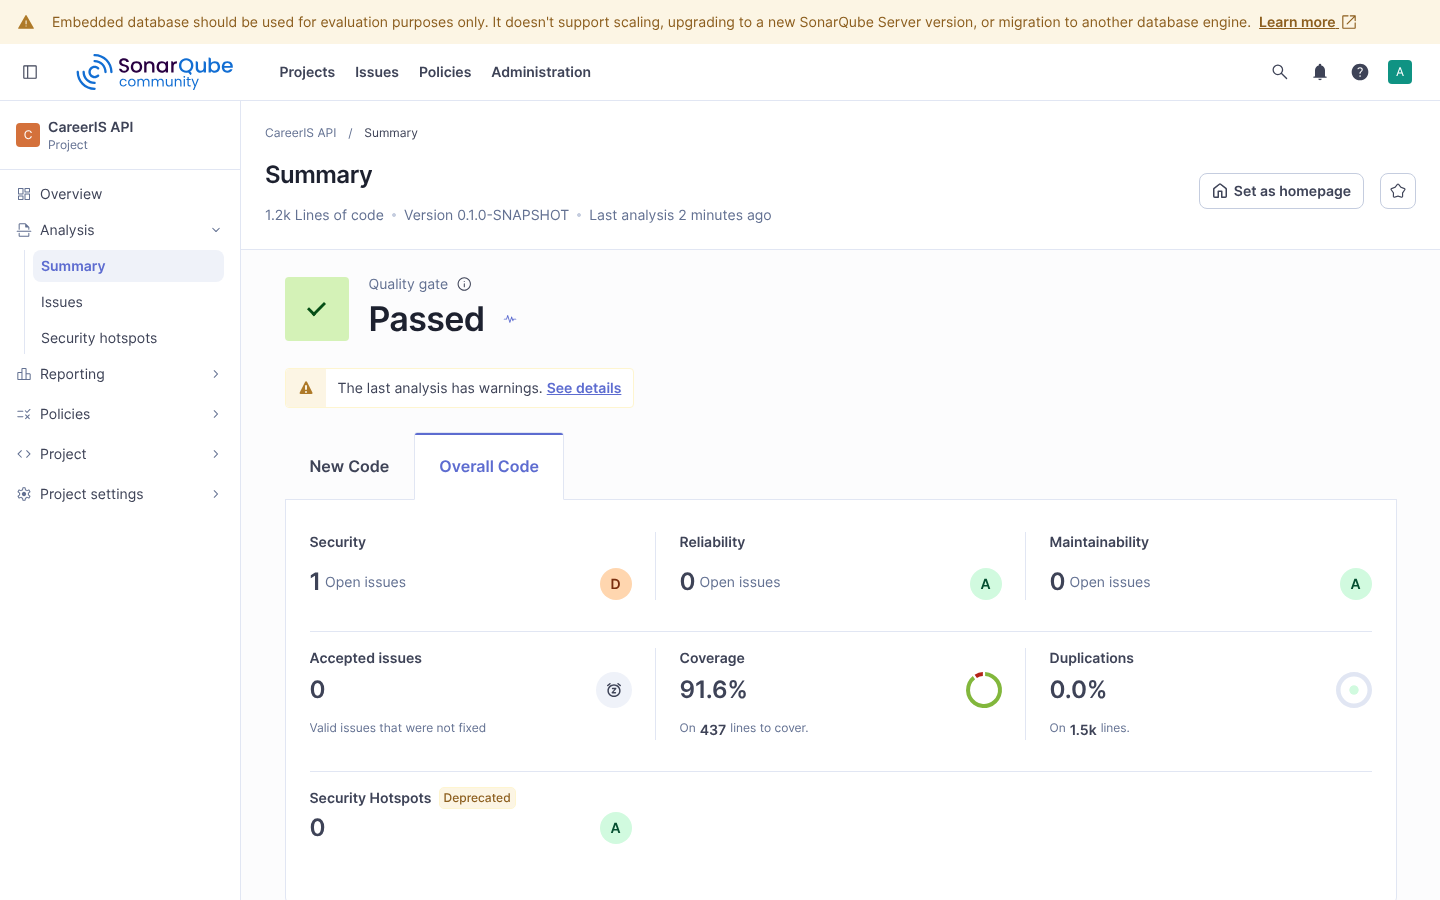 Embedded database should be used for evaluation purposes only. It doesn't support scaling, upgrading to a new SonarQube Server version, or migration to another database engine. Learn more
SonarQube community
Projects Issues Policies Administration
A
C
CareerIS API
Project
Overview
Analysis
Summary
Issues
Security hotspots
Reporting
Policies
Project
Project settings
CareerIS API / Summary
Summary
1.2k Lines of code • Version 0.1.0-SNAPSHOT • Last analysis 2 minutes ago
Set as homepage
Quality gate
Passed
The last analysis has warnings. See details
New Code Overall Code
Security
1 Open issues D
Reliability
0 Open issues A
Maintainability
0 Open issues A
Accepted issues
0
Valid issues that were not fixed
Coverage
91.6%
On 437 lines to cover.
Duplications
0.0%
On 1.5k lines.
Security Hotspots Deprecated
0 A